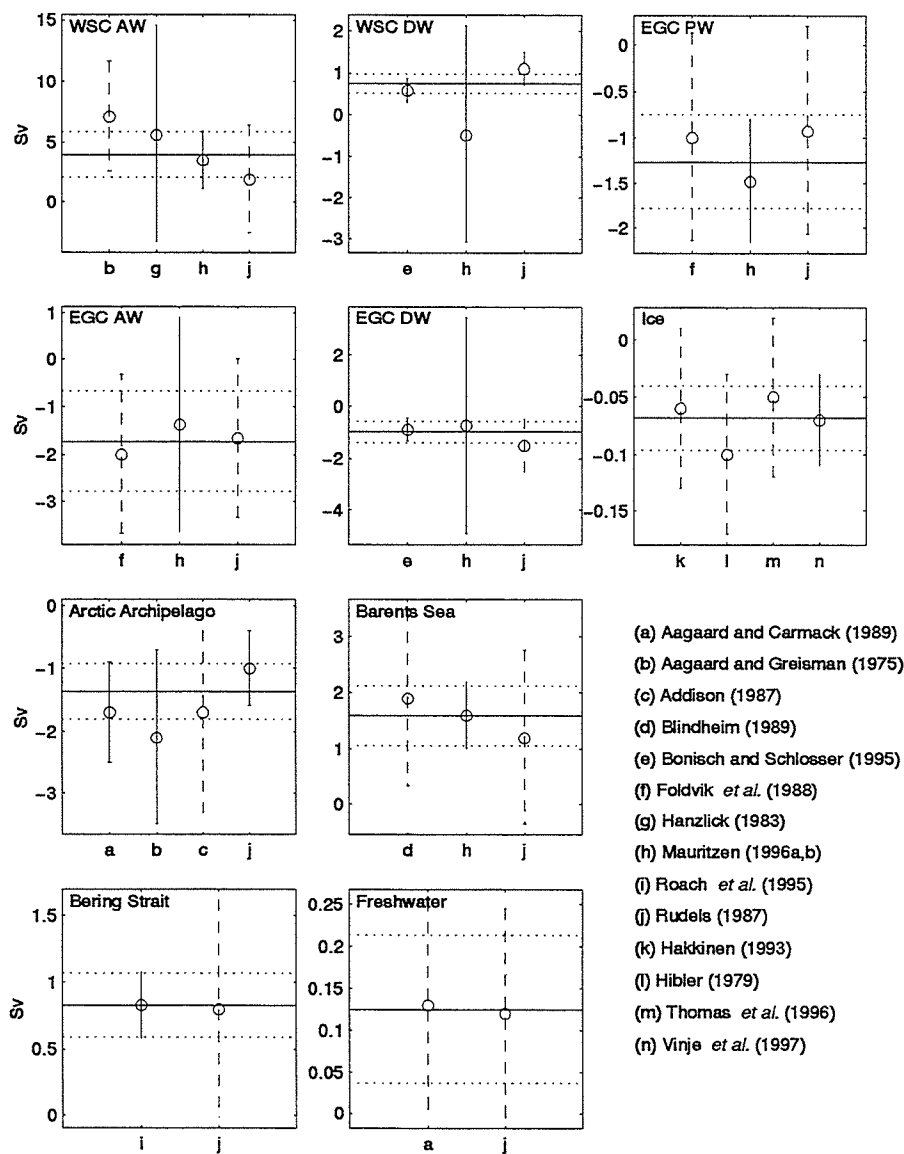 WSC AW
15
10
5
0
Sv
b g h j
WSC DW
2
1
0
−1
−2
−3
e h j
EGC PW
0
−0.5
−1
−1.5
−2
f h j
EGC AW
1
0
−1
−2
−3
Sv
f h j
EGC DW
2
0
−2
−4
e h j
Ice
0
−0.05
−0.1
−0.15
k l m n
Arctic Archipelago
0
−1
−2
−3
Sv
a b c j
Barents Sea
3
2
1
0
d h j
Bering Strait
1.5
1
0.5
0
Sv
i j
Freshwater
0.25
0.2
0.15
0.1
0.05
0
a j
(a) Aagaard and Carmack (1989)
(b) Aagaard and Greisman (1975)
(c) Addison (1987)
(d) Blindheim (1989)
(e) Bonisch and Schlosser (1995)
(f) Foldvik et al. (1988)
(g) Hanzlick (1983)
(h) Mauritzen (1996a,b)
(i) Roach et al. (1995)
(j) Rudels (1987)
(k) Hakkinen (1993)
(l) Hibler (1979)
(m) Thomas et al. (1996)
(n) Vinje et al. (1997)